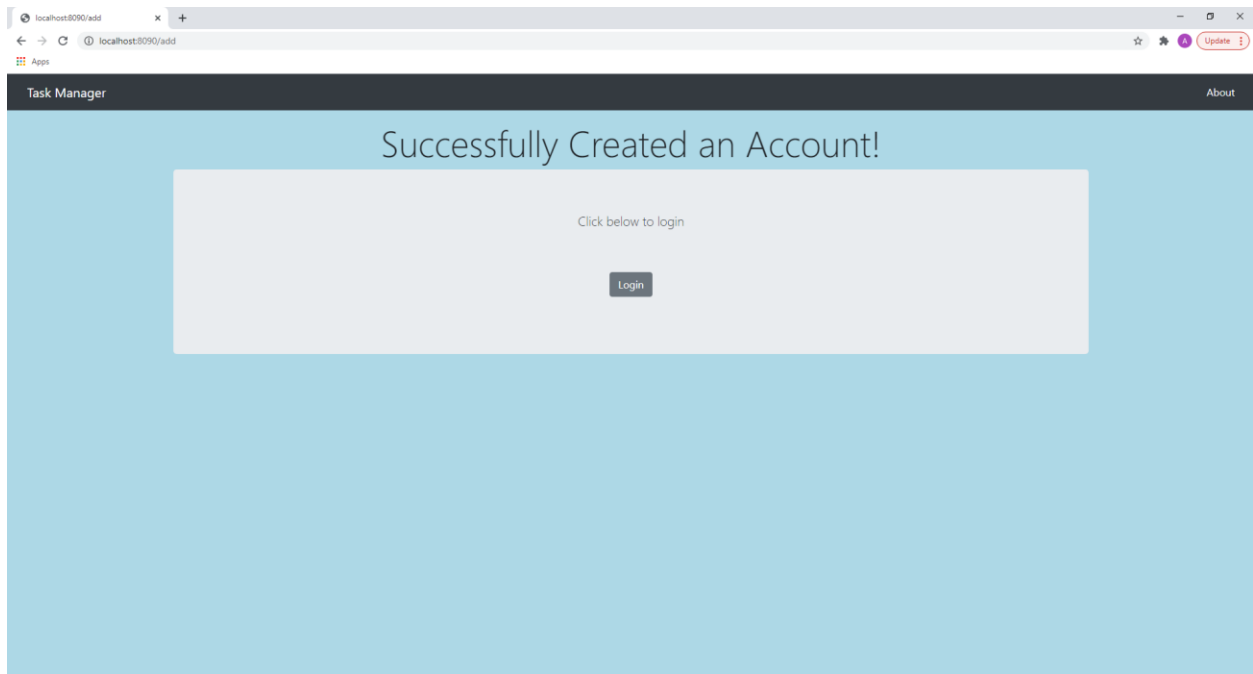 localhost:8090/add
localhost:8090/add
A
Update
Apps
Task Manager
About
Successfully Created an Account!
Click below to login
Login